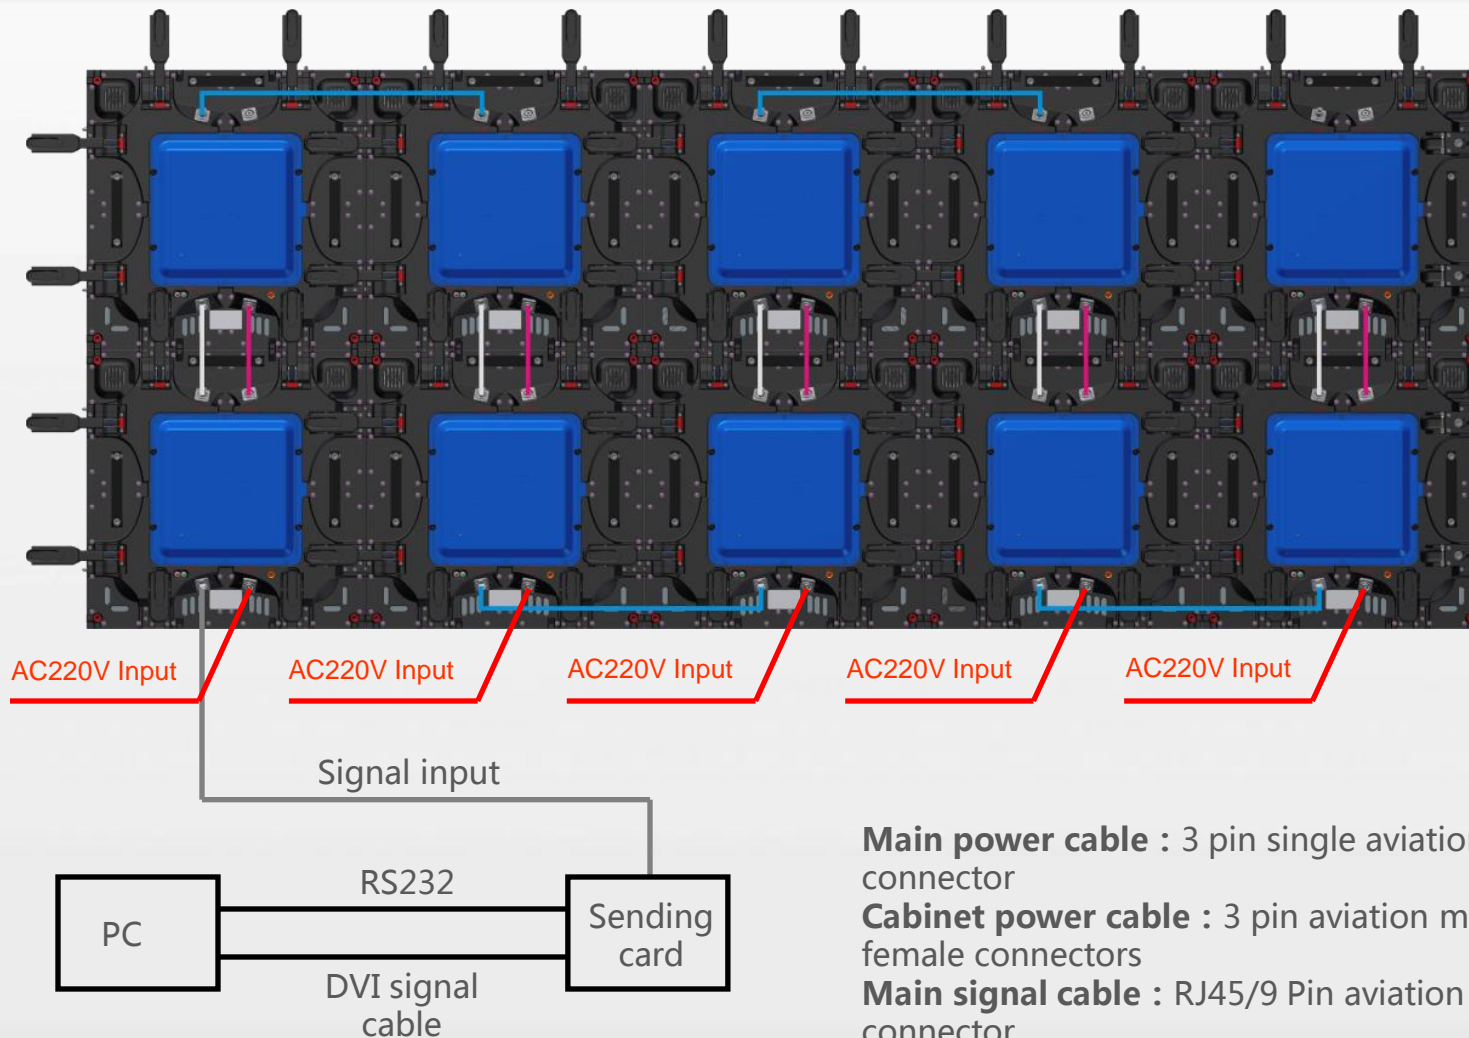 AC220V Input AC220V Input AC220V Input AC220V Input AC220V Input
Signal input
RS232
PC
Sending
card
DVI signal
cable
Main power cable : 3 pin single aviation
connector
Cabinet power cable : 3 pin aviation
female connectors
Main signal cable : RJ45/9 Pin aviation
connector